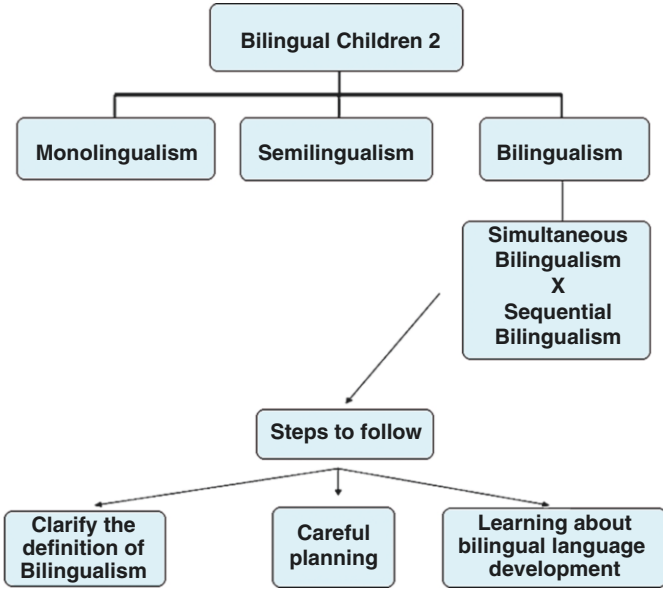 Bilingual Children 2
Monolingualism
Semilingualism
Bilingualism
Simultaneous
Bilingualism
X
Sequential
Bilingualism
Steps to follow
Clarify the
definition of
Bilingualism
Careful
planning
Learning about
bilingual language
development